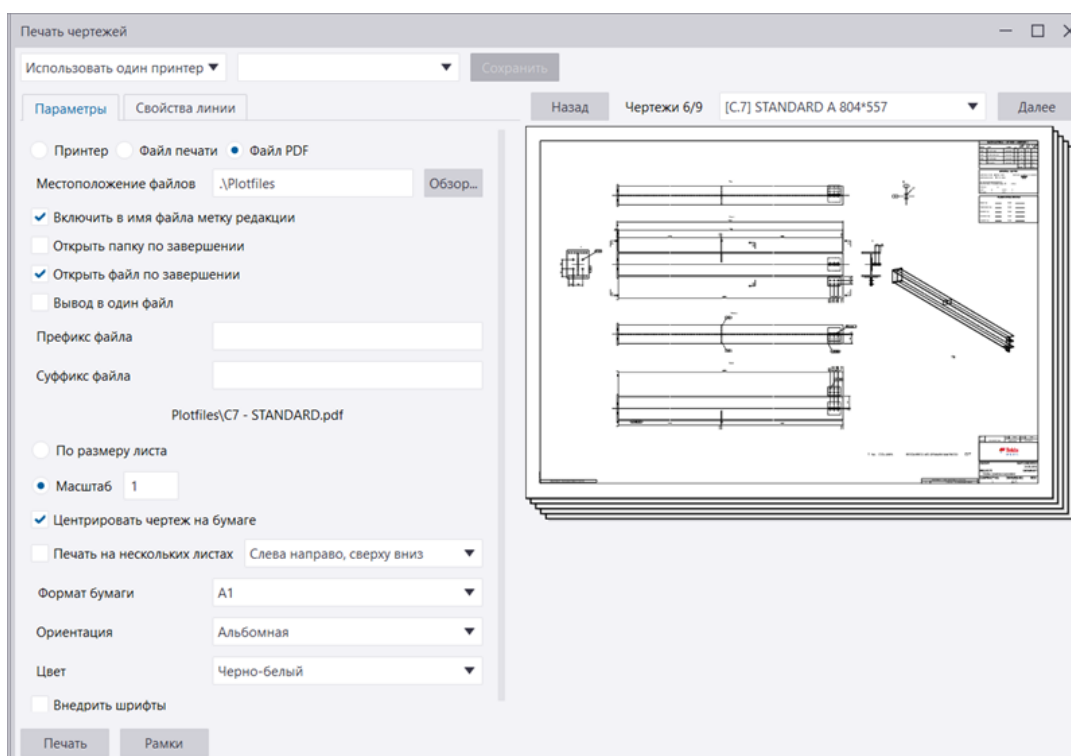 Печать чертежей
Использовать один принтер
Сохранить
Параметры
Свойства линии
Назад
Чертежи 6/9
[C.7] STANDARD A 804*557
Далее
Принтер
Файл печати
Файл PDF
Местоположение файлов
.\Plotfiles
Обзор...
Включить в имя файла метку редакции
Открыть папку по завершении
Открыть файл по завершении
Вывод в один файл
Префикс файла
Суффикс файла
Plotfiles\C7 - STANDARD.pdf
По размеру листа
Масштаб
1
Центрировать чертеж на бумаге
Печать на нескольких листах
Слева направо, сверху вниз
Формат бумаги
A1
Ориентация
Альбомная
Цвет
Черно-белый
Внедрить шрифты
Печать
Рамки